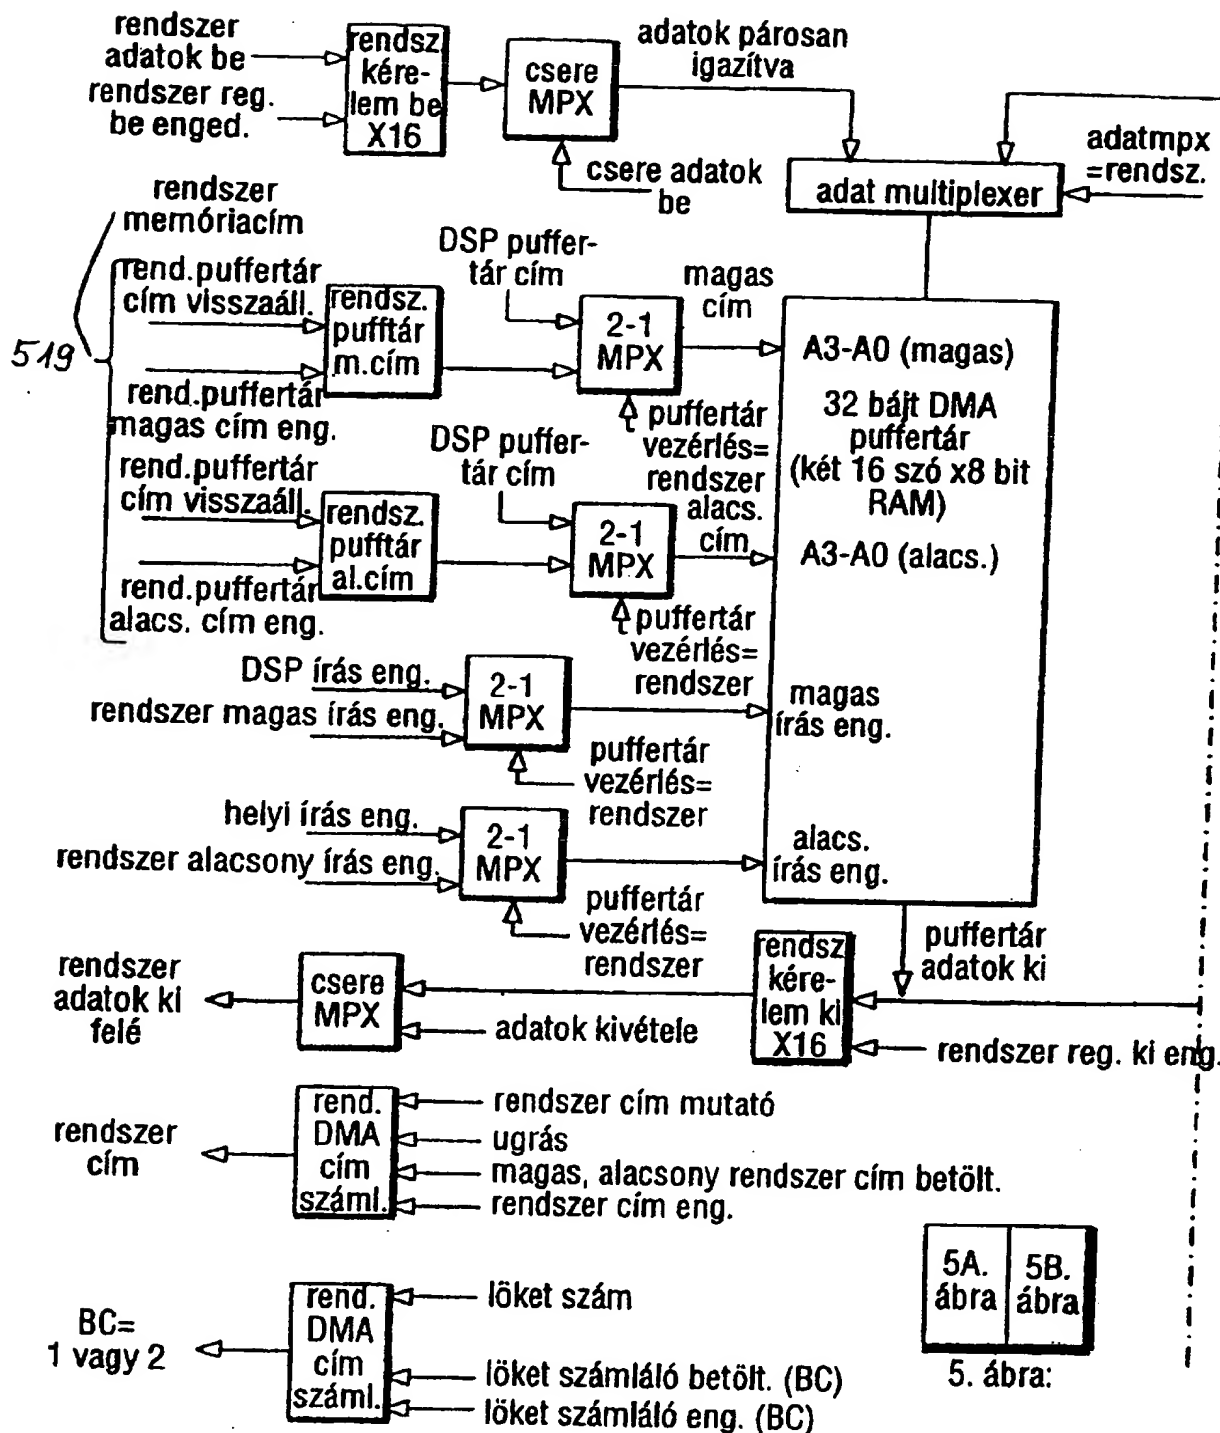 rendszer
adatok be
rendszer reg.
be enged.
rendsz
kére-
lem be
X16
csere
MPX
adatok párosan
igazítva
csere adatok
be
adatmpx
=rendsz.
adat multiplexer
rendszer
memóriacím
519
rend.puffertár
cím visszaáll.
rend.puffertár
magas cím eng.
rendsz.
pufftár
m.cím
DSP puffer-
tár cím
2-1
MPX
magas
cím
puffertár
vezérlés=
rendszer
rend.puffertár
cím visszaáll.
rend.puffertár
alacs. cím eng.
rendsz.
pufftár
al.cím
DSP puffer-
tár cím
2-1
MPX
alacs.
cím
puffertár
vezérlés=
rendszer
A3-A0 (magas)
32 bájt DMA
puffertár
(két 16 szó x8 bit
RAM)
A3-A0 (alacs.)
magas
írás eng.
alacs.
írás eng.
DSP írás eng.
rendszer magas írás eng.
2-1
MPX
puffertár
vezérlés=
rendszer
helyi írás eng.
rendszer alacsony írás eng.
2-1
MPX
puffertár
vezérlés=
rendszer
puffertár
adatok ki
rendszer
adatok ki
felé
csere
MPX
adatok kivétele
rendsz
kére-
lem ki
X16
rendszer reg. ki eng.
rendszer
cím
rend.
DMA
cím
száml.
rendszer cím mutató
ugrás
magas, alacsony rendszer cím betölt.
rendszer cím eng.
BC=
1 vagy 2
rend.
DMA
cím
száml.
löket szám
löket számláló betölt. (BC)
löket számláló eng. (BC)
5A.
ábra
5B.
ábra
5. ábra: